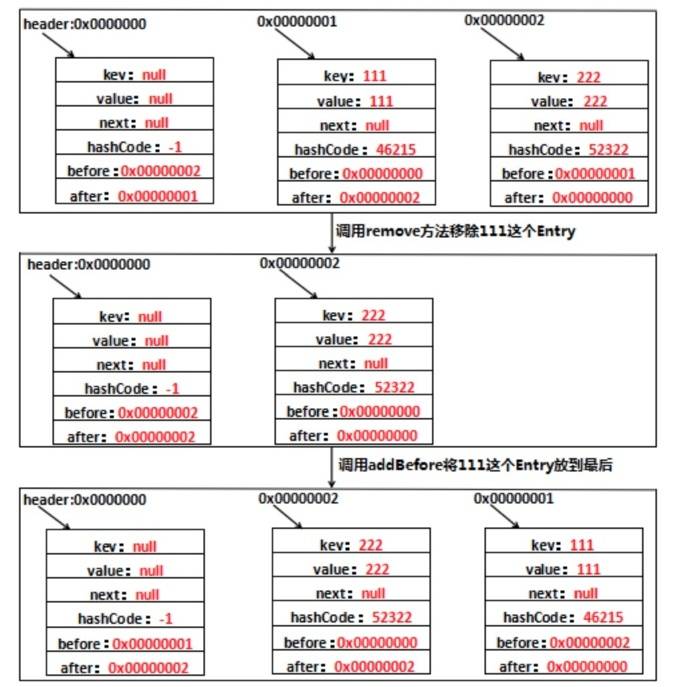 header:0x0000000
0x00000001
0x00000002
key: null
value: null
next: null
hashCode: -1
before:0x00000002
after: 0x00000001
key: 111
value: 111
next: null
hashCode: 46215
before:0x00000000
after: 0x00000002
key: 222
value: 222
next: null
hashCode: 52322
before:0x00000001
after: 0x00000000
调用remove方法移除111这个Entry
header:0x0000000
0x00000002
key: null
value: null
next: null
hashCode: -1
before:0x00000002
after: 0x00000002
key: 222
value: 222
next: null
hashCode: 52322
before:0x00000000
after: 0x00000000
调用addBefore将111这个Entry放到最后
header:0x0000000
0x00000002
0x00000001
key: null
value: null
next: null
hashCode: -1
before:0x00000001
after: 0x00000002
key: 222
value: 222
next: null
hashCode: 52322
before:0x00000000
after: 0x00000002
key: 111
value: 111
next: null
hashCode: 46215
before:0x00000002
after: 0x00000000